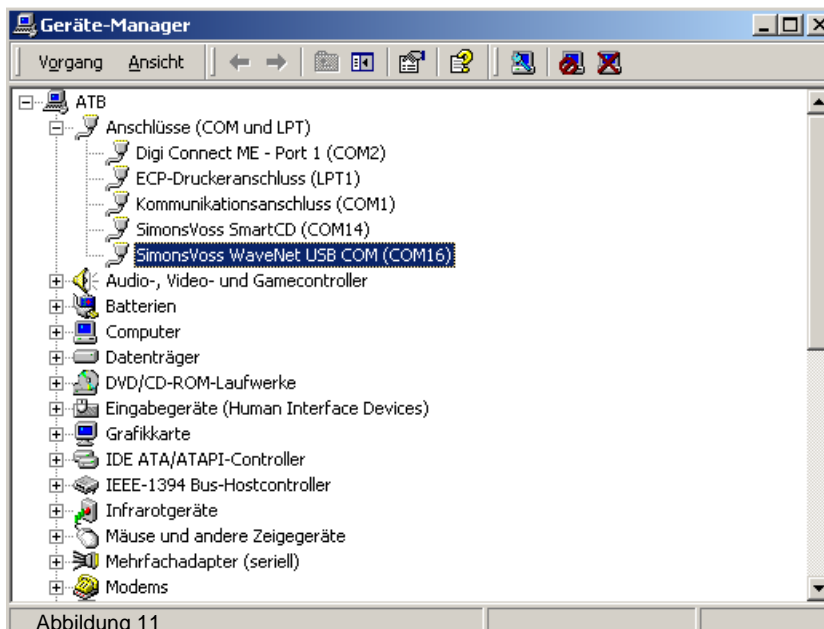 Geräte-Manager
Vorgang Ansicht
ATB
Anschlüsse (COM und LPT)
Digi Connect ME - Port 1 (COM2)
ECP-Druckeranschluss (LPT1)
Kommunikationsanschluss (COM1)
SimonsVoss SmartCD (COM14)
SimonsVoss WaveNet USB COM (COM16)
Audio-, Video- und Gamecontroller
Batterien
Computer
Datenträger
DVD/CD-ROM-Laufwerke
Eingabegeräte (Human Interface Devices)
Grafikkarte
IDE ATA/ATAPI-Controller
IEEE-1394 Bus-Hostcontroller
Infrarotgeräte
Mäuse und andere Zeigegeräte
Mehrfachadapter (seriell)
Modems
Abbildung 11